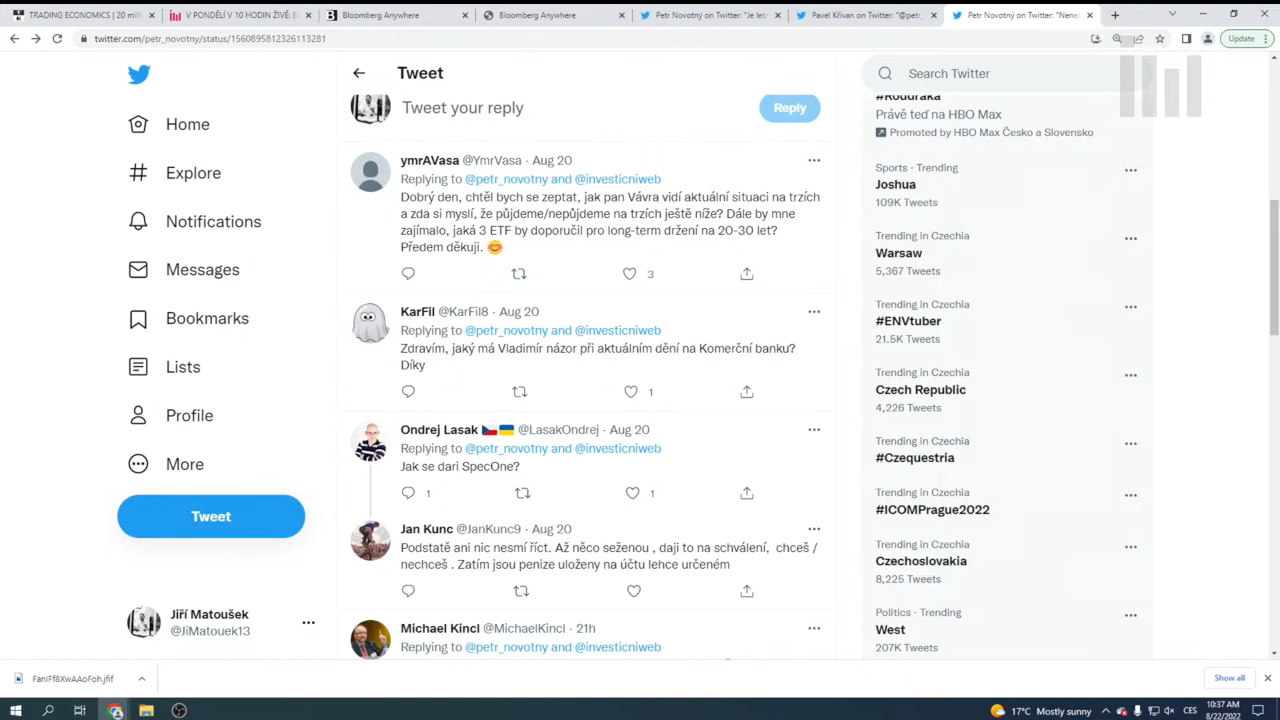 TRADING ECONOMICS | 20 mill
V PONDĚLÍ V 10 HODIN ŽIVĚ: E
Bloomberg Anywhere
Bloomberg Anywhere
Petr Novotný on Twitter: "Je letn
Pavel Křivan on Twitter: "@petr_
Petr Novotný on Twitter: "Nene
twitter.com/petr_novotny/status/1560895812326113281
Update
Home
Explore
Notifications
Messages
Bookmarks
Lists
Profile
More
Tweet
Jiří Matoušek
@JiMatouek13
Tweet
Tweet your reply
Reply
ymrAVasa @YmrVasa · Aug 20
Replying to @petr_novotny and @investicniweb
Dobrý den, chtěl bych se zeptat, jak pan Vávra vidí aktuální situaci na trzích
a zda si myslí, že půjdeme/nepůjdeme na trzích ještě níže? Dále by mne
zajímalo, jaká 3 ETF by doporučil pro long-term držení na 20-30 let?
Předem děkuji. 😊
3
KarFil @KarFil8 · Aug 20
Replying to @petr_novotny and @investicniweb
Zdravím, jaký má Vladimír názor při aktuálním dění na Komerční banku?
Díky
1
Ondrej Lasak 🇨🇿🇺🇦 @LasakOndrej · Aug 20
Replying to @petr_novotny and @investicniweb
Jak se dari SpecOne?
1 1
Jan Kunc @JanKunc9 · Aug 20
Podstatě ani nic nesmí říct. Až něco seženou , daji to na schválení, chceš /
nechceš . Zatím jsou penize uloženy na účtu lehce určeném
Michael Kincl @MichaelKincl · 21h
Replying to @petr_novotny and @investicniweb
Search Twitter
#Roduraka
Právě teď na HBO Max
Promoted by HBO Max Česko a Slovensko
Sports · Trending
Joshua
109K Tweets
Trending in Czechia
Warsaw
5,367 Tweets
Trending in Czechia
#ENVtuber
21.5K Tweets
Trending in Czechia
Czech Republic
4,226 Tweets
Trending in Czechia
#Czequestria
Trending in Czechia
#ICOMPrague2022
Trending in Czechia
Czechoslovakia
8,225 Tweets
Politics · Trending
West
207K Tweets
FanIFf8XwAAoFoh.jfif
Show all
17°C Mostly sunny
CES
10:37 AM
8/22/2022